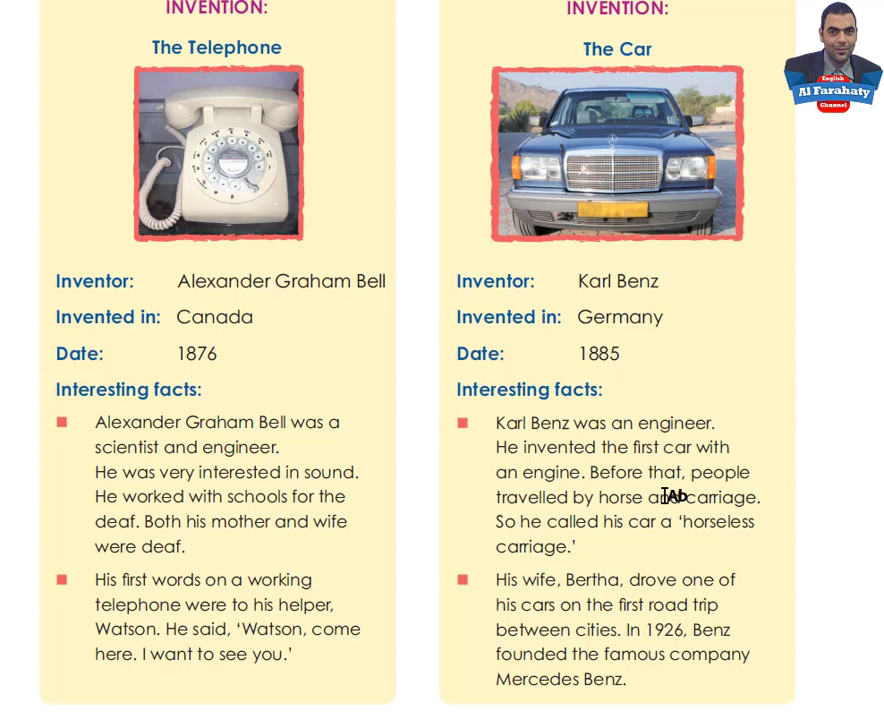 INVENTION:
The Telephone
Inventor: Alexander Graham Bell
Invented in: Canada
Date: 1876
Interesting facts:
Alexander Graham Bell was a
scientist and engineer.
He was very interested in sound.
He worked with schools for the
deaf. Both his mother and wife
were deaf.
His first words on a working
telephone were to his helper,
Watson. He said, ‘Watson, come
here. I want to see you.’
INVENTION:
The Car
Inventor: Karl Benz
Invented in: Germany
Date: 1885
Interesting facts:
Karl Benz was an engineer.
He invented the first car with
an engine. Before that, people
travelled by horse and carriage.
So he called his car a ‘horseless
carriage.’
His wife, Bertha, drove one of
his cars on the first road trip
between cities. In 1926, Benz
founded the famous company
Mercedes Benz.
English
Al Farahaty
Channel
Ab